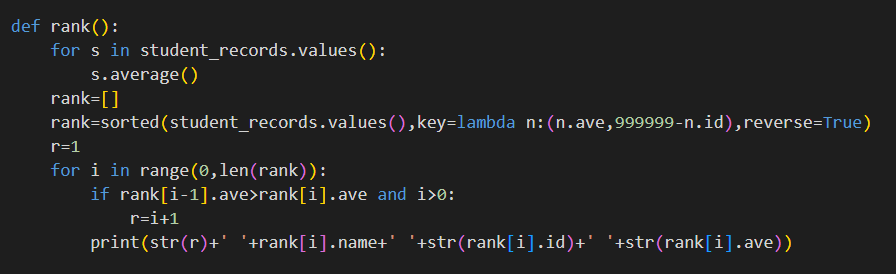 def rank():
    for s in student_records.values():
        s.average()
    rank=[]
    rank=sorted(student_records.values(),key=lambda n:(n.ave,999999-n.id),reverse=True)
    r=1
    for i in range(0,len(rank)):
        if rank[i-1].ave>rank[i].ave and i>0:
            r=i+1
        print(str(r)+' '+rank[i].name+' '+str(rank[i].id)+' '+str(rank[i].ave))